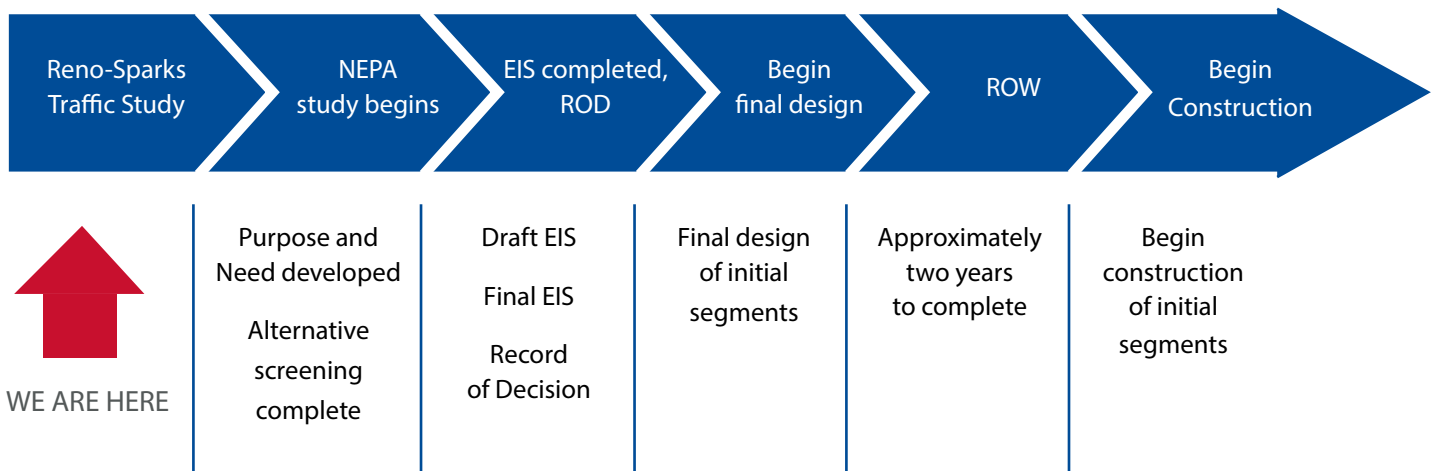 Reno-Sparks
Traffic Study
NEPA
study begins
EIS completed,
ROD
Begin
final design
ROW
Begin
Construction
WE ARE HERE
Purpose and
Need developed
Alternative
screening
complete
Draft EIS
Final EIS
Record
of Decision
Final design
of initial
segments
Approximately
two years
to complete
Begin
construction
of initial
segments